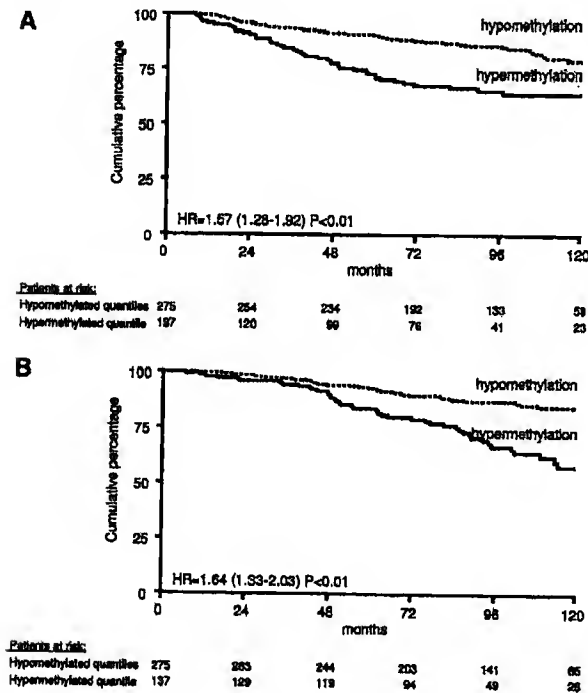 A
100
hypomethylation
75
hypermethylation
Cumulative percentage
50
25
HR=1.57 (1.28-1.92) P<0.01
0
0 24 48 72 96 120
months
Patients at risk:
Hypomethylated quantiles 275 254 234 192 133 59
Hypermethylated quantile 137 120 99 76 41 23
B
100
hypomethylation
75
hypermethylation
Cumulative percentage
50
25
HR=1.64 (1.33-2.03) P<0.01
0
0 24 48 72 96 120
months
Patients at risk:
Hypomethylated quantiles 275 263 244 203 141 65
Hypermethylated quantile 137 129 119 94 49 28